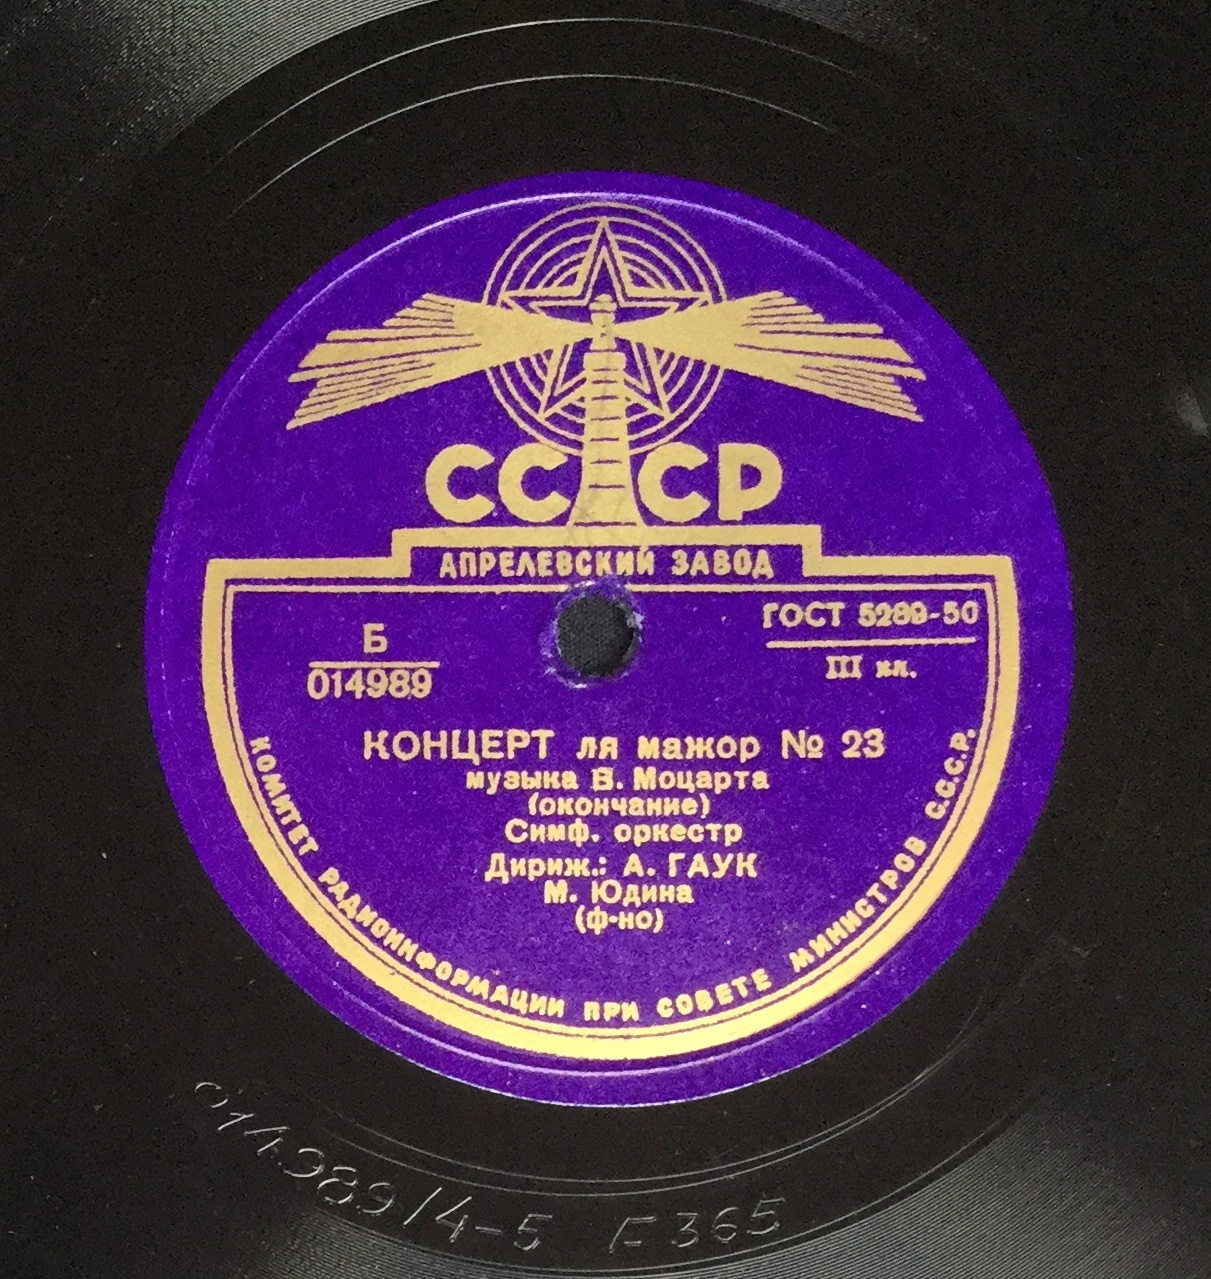 СССР
АПРЕЛЕВСКИЙ ЗАВОД
Б
014989
ГОСТ 5289-50
III кл.
КОНЦЕРТ ля мажор № 23
музыка В. Моцарта
(окончание)
Симф. оркестр
Дириж.: А. ГАУК
М. Юдина
(ф-но)
КОМИТЕТ РАДИОИНФОРМАЦИИ ПРИ СОВЕТЕ МИНИСТРОВ С.С.С.Р.
014989/4-5 F 365